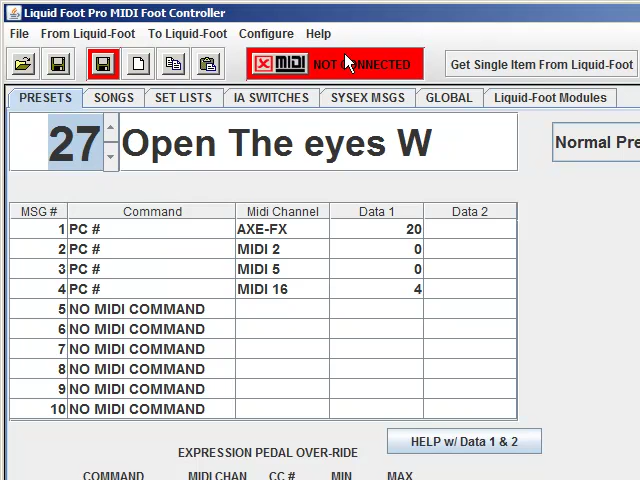 Liquid Foot Pro MIDI Foot Controller
File From Liquid-Foot To Liquid-Foot Configure Help
MIDI NOT CONNECTED Get Single Item From Liquid-Foot
PRESETS SONGS SET LISTS IA SWITCHES SYSEX MSGS GLOBAL Liquid-Foot Modules
27 Open The eyes W Normal Pre
MSG # Command Midi Channel Data 1 Data 2
1 PC # AXE-FX 20
2 PC # MIDI 2 0
3 PC # MIDI 5 0
4 PC # MIDI 16 4
5 NO MIDI COMMAND
6 NO MIDI COMMAND
7 NO MIDI COMMAND
8 NO MIDI COMMAND
9 NO MIDI COMMAND
10 NO MIDI COMMAND
HELP w/ Data 1 & 2
EXPRESSION PEDAL OVER-RIDE
COMMAND MIDI CHAN CC # MIN MAX